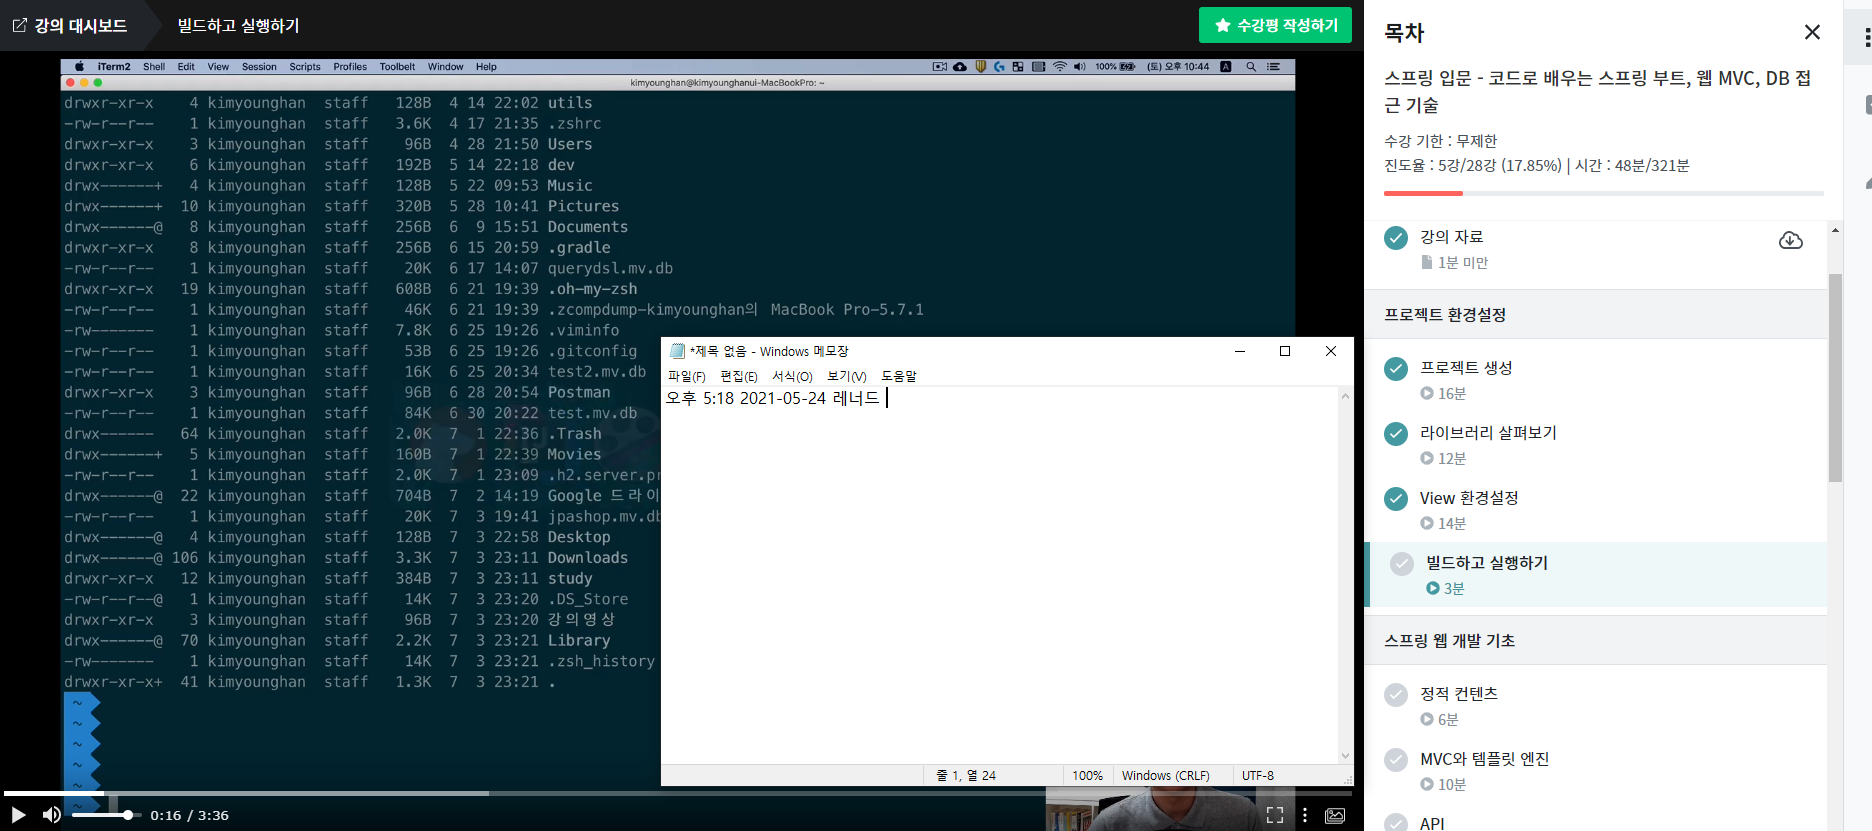 강의 대시보드
빌드하고 실행하기
수강평 작성하기
iTerm2 Shell Edit View Session Scripts Profiles Toolbelt Window Help
100% (토) 오후 10:44 A
kimyounghan@kimyounghanui-MacBookPro: ~
drwxr-xr-x 4 kimyounghan staff 128B 4 14 22:02 utils
-rw-r--r-- 1 kimyounghan staff 3.6K 4 17 21:35 .zshrc
drwxr-xr-x 3 kimyounghan staff 96B 4 28 21:50 Users
drwxr-xr-x 6 kimyounghan staff 192B 5 14 22:18 dev
drwx------+ 4 kimyounghan staff 128B 5 22 09:53 Music
drwx------+ 10 kimyounghan staff 320B 5 28 10:41 Pictures
drwx------@ 8 kimyounghan staff 256B 6 9 15:51 Documents
drwxr-xr-x 8 kimyounghan staff 256B 6 15 20:59 .gradle
-rw-r--r-- 1 kimyounghan staff 20K 6 17 14:07 querydsl.mv.db
drwxr-xr-x 19 kimyounghan staff 608B 6 21 19:39 .oh-my-zsh
-rw-r--r-- 1 kimyounghan staff 46K 6 21 19:39 .zcompdump-kimyounghan의 MacBook Pro-5.7.1
-rw------- 1 kimyounghan staff 7.8K 6 25 19:26 .viminfo
-rw-r--r-- 1 kimyounghan staff 53B 6 25 19:26 .gitconfig
-rw-r--r-- 1 kimyounghan staff 16K 6 25 20:34 test2.mv.db
drwxr-xr-x 3 kimyounghan staff 96B 6 28 20:54 Postman
-rw-r--r-- 1 kimyounghan staff 84K 6 30 20:22 test.mv.db
drwx------ 64 kimyounghan staff 2.0K 7 1 22:36 .Trash
drwx------+ 5 kimyounghan staff 160B 7 1 22:39 Movies
-rw-r--r-- 1 kimyounghan staff 2.0K 7 1 23:09 .h2.server.pr
drwx------@ 22 kimyounghan staff 704B 7 2 14:19 Google 드라이
-rw-r--r-- 1 kimyounghan staff 20K 7 3 19:41 jpashop.mv.db
drwx------@ 4 kimyounghan staff 128B 7 3 22:58 Desktop
drwx------@ 106 kimyounghan staff 3.3K 7 3 23:11 Downloads
drwxr-xr-x 12 kimyounghan staff 384B 7 3 23:11 study
-rw-r--r--@ 1 kimyounghan staff 14K 7 3 23:20 .DS_Store
drwxr-xr-x 3 kimyounghan staff 96B 7 3 23:20 강의영상
drwx------@ 70 kimyounghan staff 2.2K 7 3 23:21 Library
-rw------- 1 kimyounghan staff 14K 7 3 23:21 .zsh_history
drwxr-xr-x+ 41 kimyounghan staff 1.3K 7 3 23:21 .
~
~
~
~
~
~
*제목 없음 - Windows 메모장
파일(F) 편집(E) 서식(O) 보기(V) 도움말
오후 5:18 2021-05-24 레너드
줄 1, 열 24 100% Windows (CRLF) UTF-8
0:16 / 3:36
목차
스프링 입문 - 코드로 배우는 스프링 부트, 웹 MVC, DB 접
근 기술
수강 기한 : 무제한
진도율 : 5강/28강 (17.85%) | 시간 : 48분/321분
강의 자료
1분 미만
프로젝트 환경설정
프로젝트 생성
16분
라이브러리 살펴보기
12분
View 환경설정
14분
빌드하고 실행하기
3분
스프링 웹 개발 기초
정적 컨텐츠
6분
MVC와 템플릿 엔진
10분
API